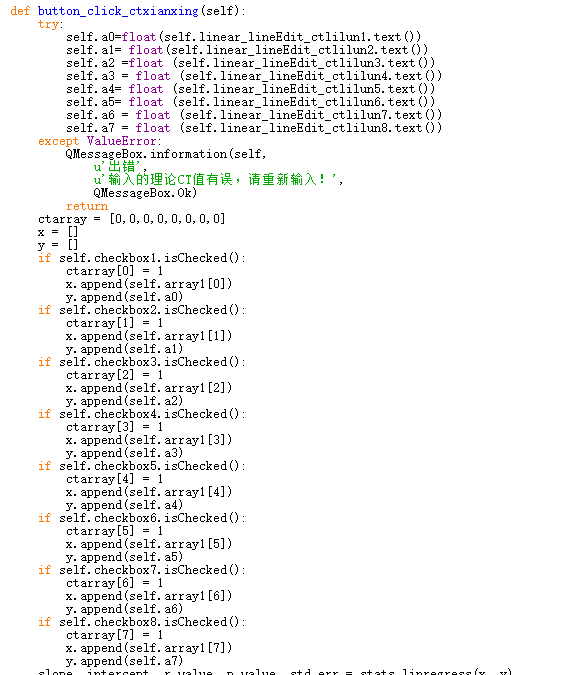 def button_click_ctxianxing(self):
try:
self.a0=float(self.linear_lineEdit_ctlilun1.text())
self.a1= float(self.linear_lineEdit_ctlilun2.text())
self.a2 =float (self.linear_lineEdit_ctlilun3.text())
self.a3 = float (self.linear_lineEdit_ctlilun4.text())
self.a4= float (self.linear_lineEdit_ctlilun5.text())
self.a5= float (self.linear_lineEdit_ctlilun6.text())
self.a6 = float (self.linear_lineEdit_ctlilun7.text())
self.a7 = float (self.linear_lineEdit_ctlilun8.text())
except ValueError:
QMessageBox.information(self,
u'出错',
u'输入的理论CT值有误，请重新输入！',
QMessageBox.Ok)
return
ctarray = [0,0,0,0,0,0,0,0]
x = []
y = []
if self.checkbox1.isChecked():
ctarray[0] = 1
x.append(self.array1[0])
y.append(self.a0)
if self.checkbox2.isChecked():
ctarray[1] = 1
x.append(self.array1[1])
y.append(self.a1)
if self.checkbox3.isChecked():
ctarray[2] = 1
x.append(self.array1[2])
y.append(self.a2)
if self.checkbox4.isChecked():
ctarray[3] = 1
x.append(self.array1[3])
y.append(self.a3)
if self.checkbox5.isChecked():
ctarray[4] = 1
x.append(self.array1[4])
y.append(self.a4)
if self.checkbox6.isChecked():
ctarray[5] = 1
x.append(self.array1[5])
y.append(self.a5)
if self.checkbox7.isChecked():
ctarray[6] = 1
x.append(self.array1[6])
y.append(self.a6)
if self.checkbox8.isChecked():
ctarray[7] = 1
x.append(self.array1[7])
y.append(self.a7)
slope, intercept, r_value, p_value, std_err = stats.linregress(x, y)